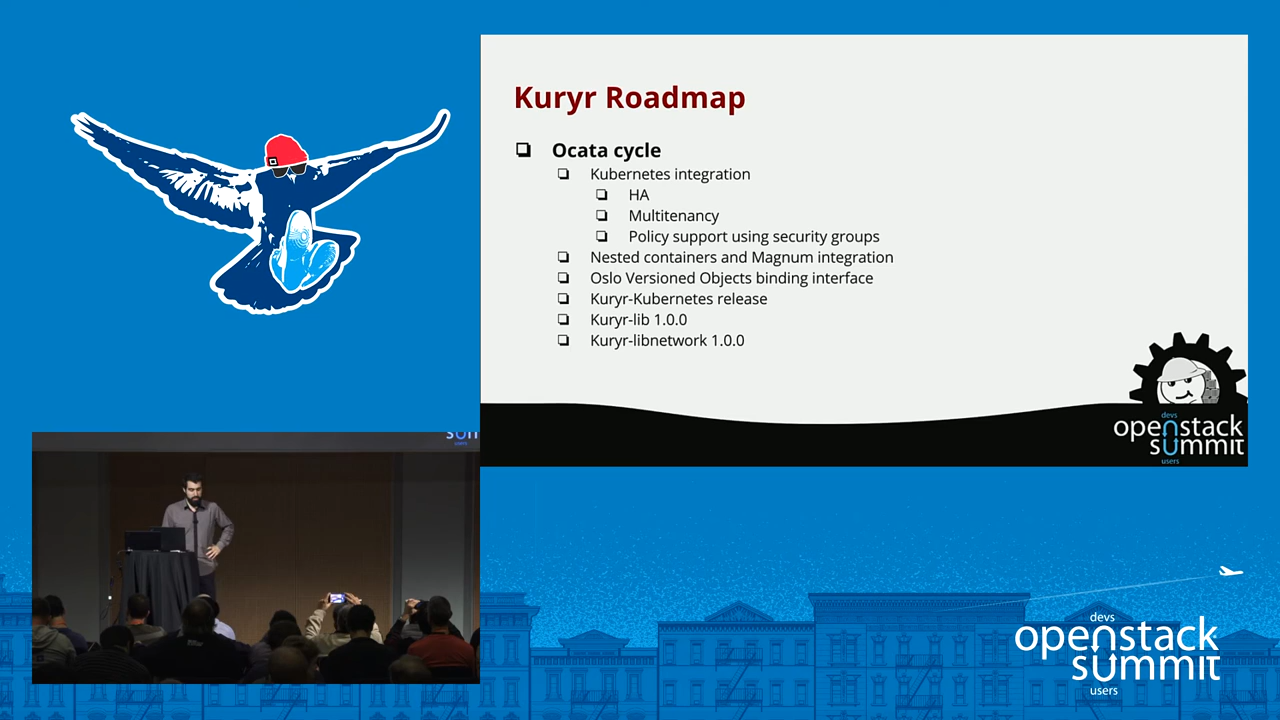 Kuryr Roadmap
Ocata cycle
Kubernetes integration
HA
Multitenancy
Policy support using security groups
Nested containers and Magnum integration
Oslo Versioned Objects binding interface
Kuryr-Kubernetes release
Kuryr-lib 1.0.0
Kuryr-libnetwork 1.0.0
devs
openstack
summit
users
devs
openstack
summit
users